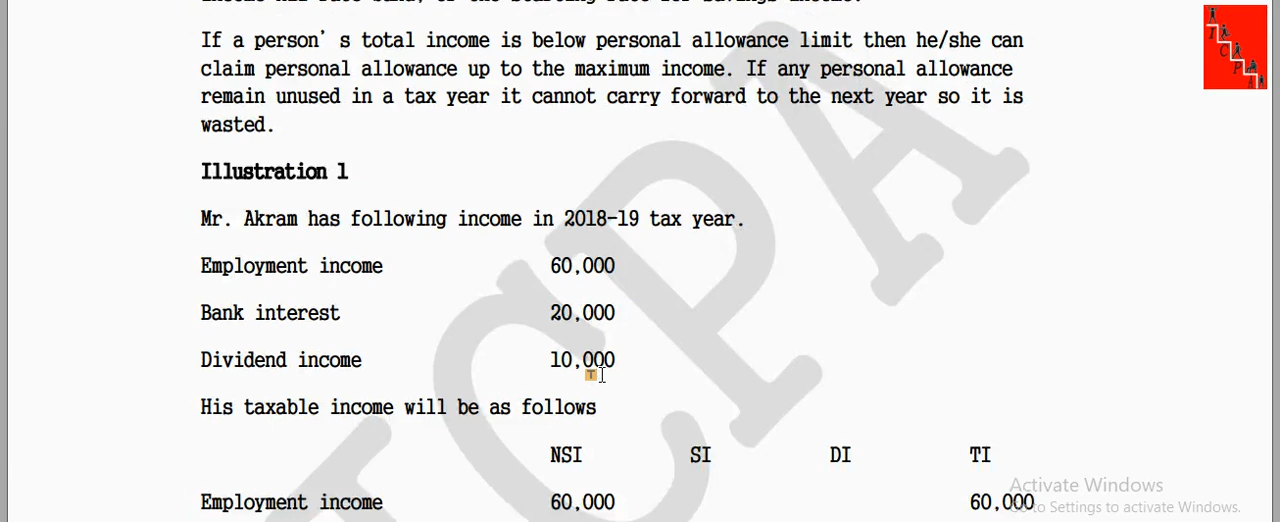 If a person's total income is below personal allowance limit then he/she can
claim personal allowance up to the maximum income. If any personal allowance
remain unused in a tax year it cannot carry forward to the next year so it is
wasted.
Illustration 1
Mr. Akram has following income in 2018-19 tax year.
Employment income 60,000
Bank interest 20,000
Dividend income 10,000
His taxable income will be as follows
NSI SI DI TI
Employment income 60,000 60,000
Activate Windows
Go to Settings to activate Windows.
ICPA